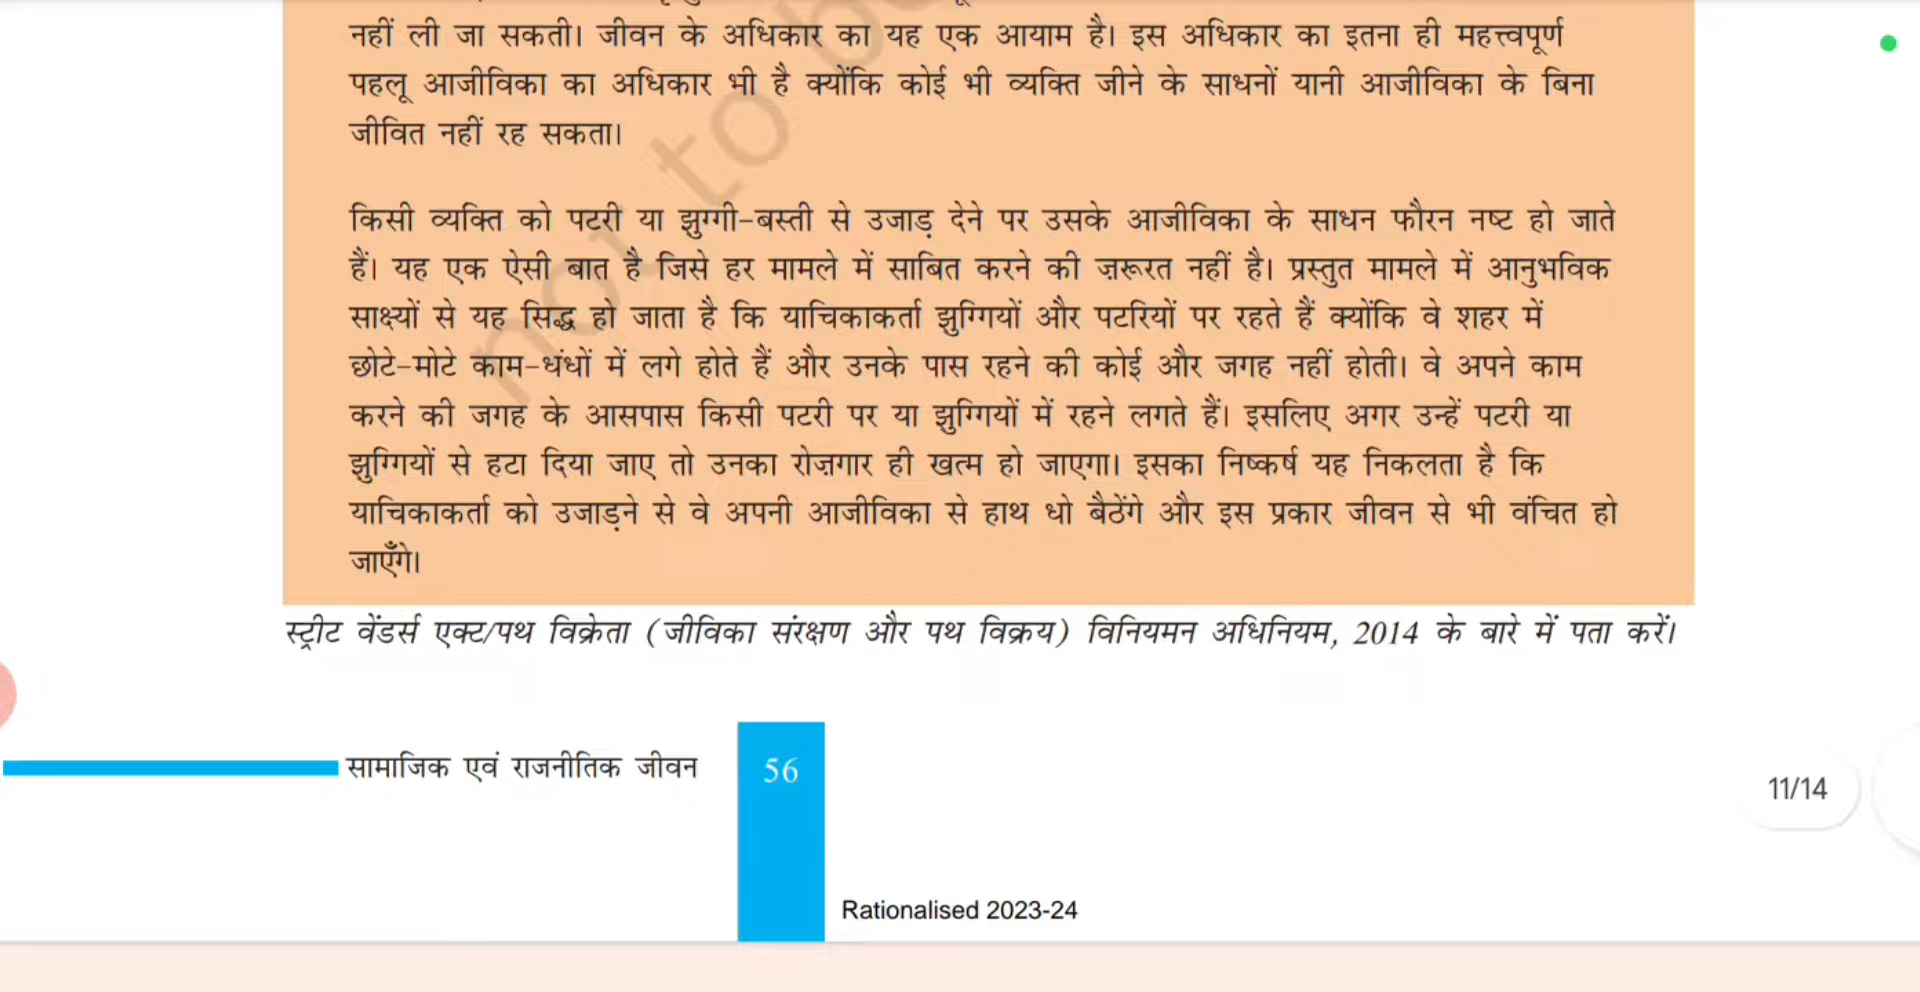 नहीं ली जा सकती। जीवन के अधिकार का यह एक आयाम है। इस अधिकार का इतना ही महत्त्वपूर्ण
पहलू आजीविका का अधिकार भी है क्योंकि कोई भी व्यक्ति जीने के साधनों यानी आजीविका के बिना
जीवित नहीं रह सकता।
किसी व्यक्ति को पटरी या झुग्गी-बस्ती से उजाड़ देने पर उसके आजीविका के साधन फौरन नष्ट हो जाते
हैं। यह एक ऐसी बात है जिसे हर मामले में साबित करने की ज़रूरत नहीं है। प्रस्तुत मामले में आनुभविक
साक्ष्यों से यह सिद्ध हो जाता है कि याचिकाकर्ता झुग्गियों और पटरियों पर रहते हैं क्योंकि वे शहर में
छोटे-मोटे काम-धंधों में लगे होते हैं और उनके पास रहने की कोई और जगह नहीं होती। वे अपने काम
करने की जगह के आसपास किसी पटरी पर या झुग्गियों में रहने लगते हैं। इसलिए अगर उन्हें पटरी या
झुग्गियों से हटा दिया जाए तो उनका रोज़गार ही खत्म हो जाएगा। इसका निष्कर्ष यह निकलता है कि
याचिकाकर्ता को उजाड़ने से वे अपनी आजीविका से हाथ धो बैठेंगे और इस प्रकार जीवन से भी वंचित हो
जाएँगे।
स्ट्रीट वेंडर्स एक्ट/पथ विक्रेता (जीविका संरक्षण और पथ विक्रय) विनियमन अधिनियम, 2014 के बारे में पता करें।
सामाजिक एवं राजनीतिक जीवन
56
11/14
Rationalised 2023-24
not to be